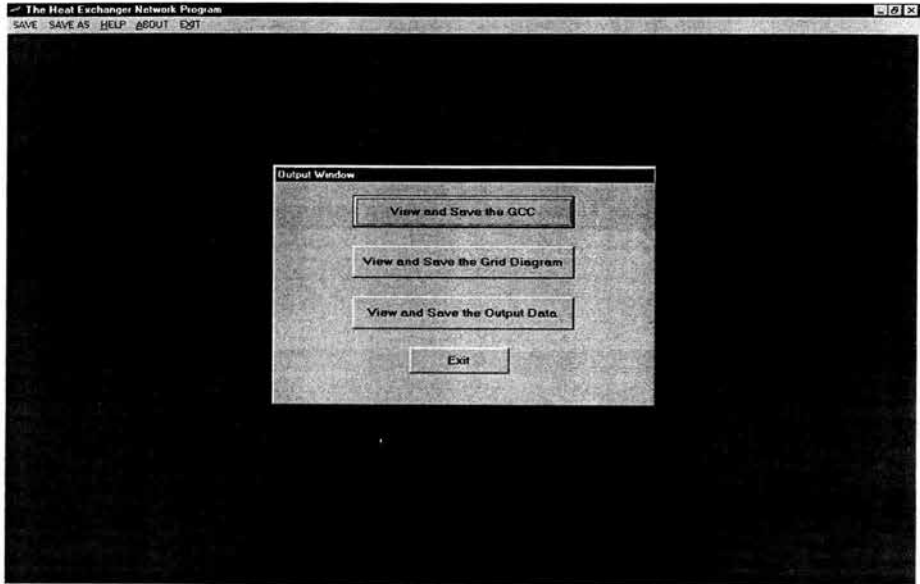 The Heat Exchanger Network Program
SAVE SAVE AS HELP ABOUT EXIT
Output Window
View and Save the GCC
View and Save the Grid Diagram
View and Save the Output Data
Exit